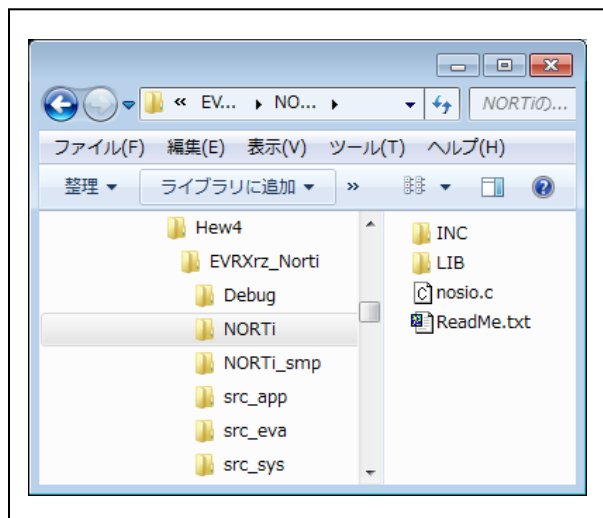 « EV... ▸ NO... ▸ NORTiの...
ファイル(F) 編集(E) 表示(V) ツール(T) ヘルプ(H)
整理 ▼ ライブラリに追加 ▼ »
Hew4
EVRXrz_Norti
Debug
NORTi
NORTi_smp
src_app
src_eva
src_sys
INC
LIB
nosio.c
ReadMe.txt